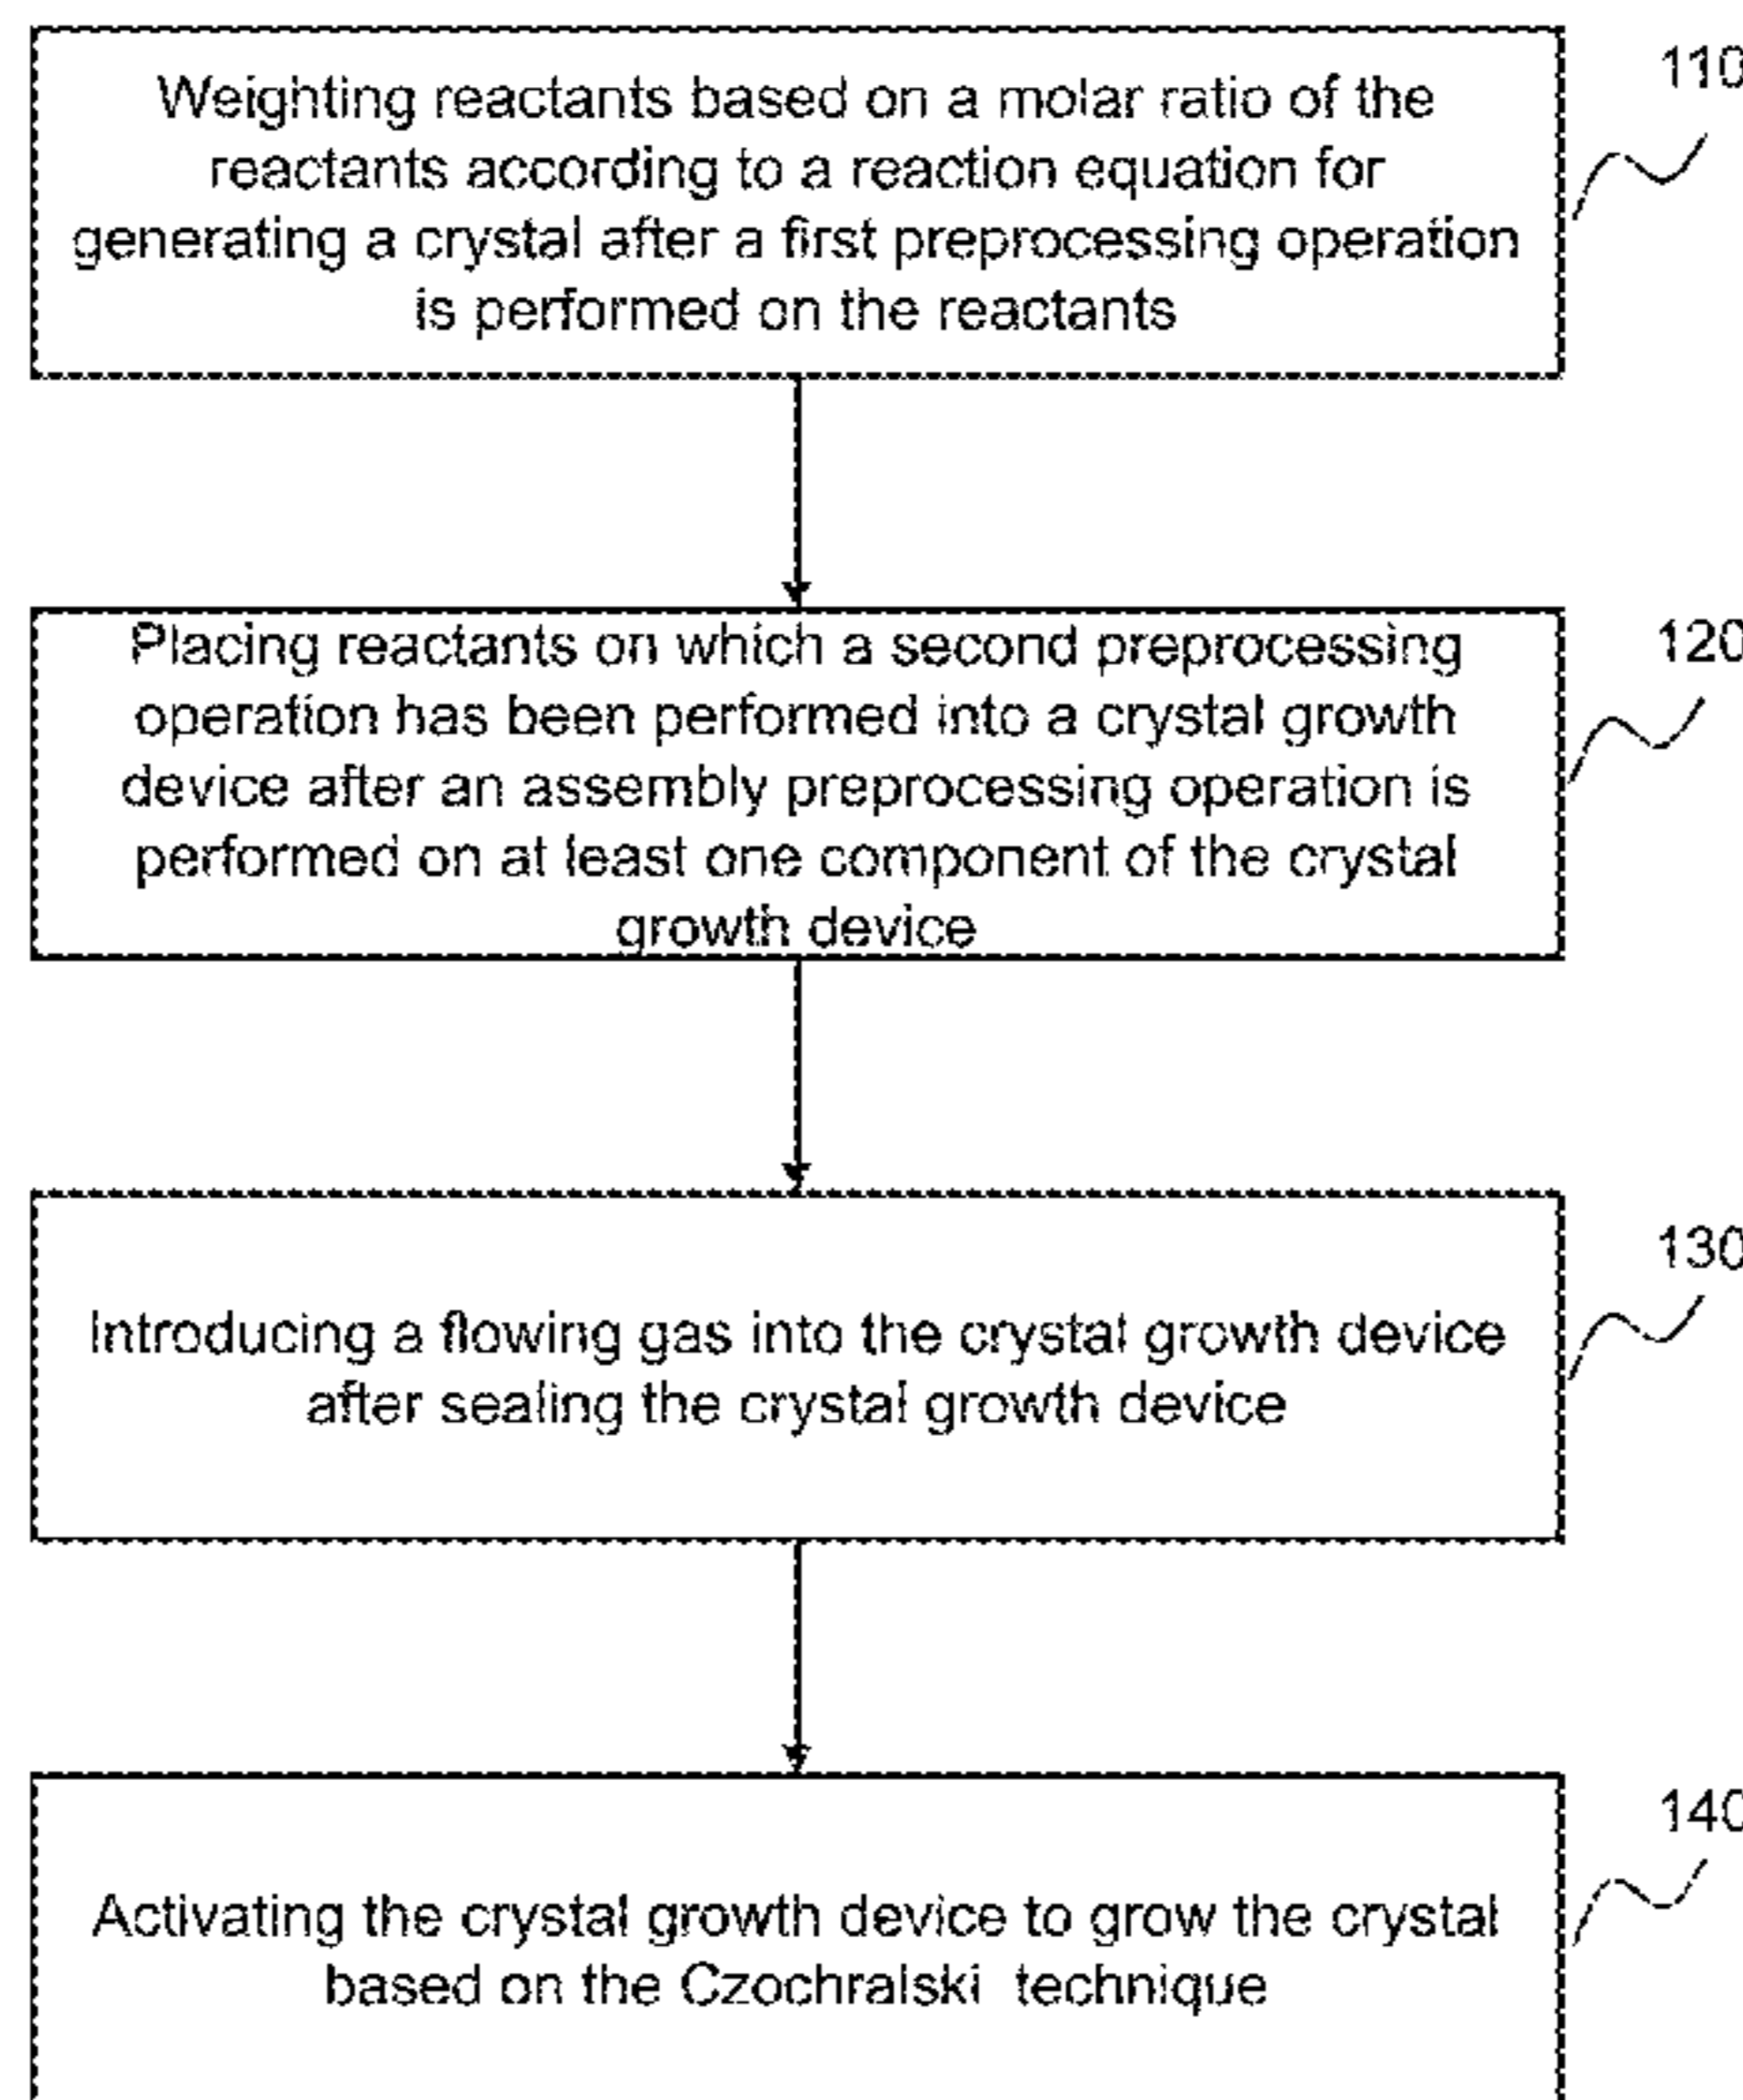 Weighting reactants based on a molar ratio of the
reactants according to a reaction equation for
generating a crystal after a first preprocessing operation
is performed on the reactants
110
Placing reactants on which a second preprocessing
operation has been performed into a crystal growth
device after an assembly preprocessing operation is
performed on at least one component of the crystal
growth device
120
Introducing a flowing gas into the crystal growth device
after sealing the crystal growth device
130
Activating the crystal growth device to grow the crystal
based on the Czochralski technique
140